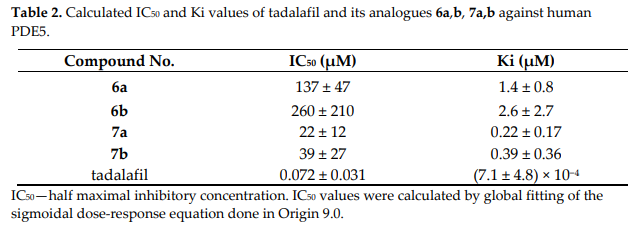 Table 2. Calculated IC₅₀ and Ki values of tadalafil and its analogues 6a,b, 7a,b against human
PDE5.
Compound No. IC₅₀ (μM) Ki (μM)
6a 137 ± 47 1.4 ± 0.8
6b 260 ± 210 2.6 ± 2.7
7a 22 ± 12 0.22 ± 0.17
7b 39 ± 27 0.39 ± 0.36
tadalafil 0.072 ± 0.031 (7.1 ± 4.8) × 10⁻⁴
IC₅₀—half maximal inhibitory concentration. IC₅₀ values were calculated by global fitting of the
sigmoidal dose-response equation done in Origin 9.0.